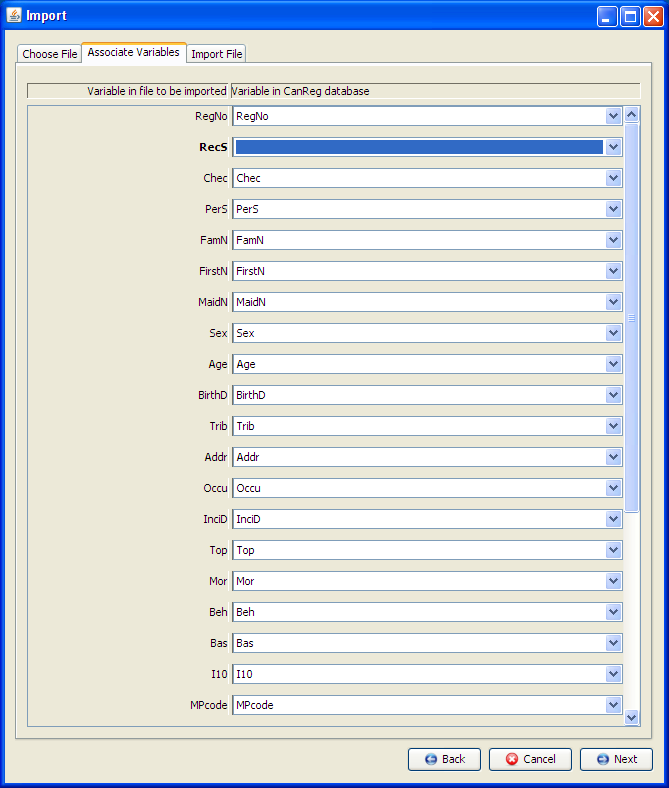 Import
Choose File Associate Variables Import File
Variable in file to be imported Variable in CanReg database
RegNo RegNo
RecS
Chec Chec
PerS PerS
FamN FamN
FirstN FirstN
MaidN MaidN
Sex Sex
Age Age
BirthD BirthD
Trib Trib
Addr Addr
Occu Occu
InciD InciD
Top Top
Mor Mor
Beh Beh
Bas Bas
I10 I10
MPcode MPcode
Back Cancel Next